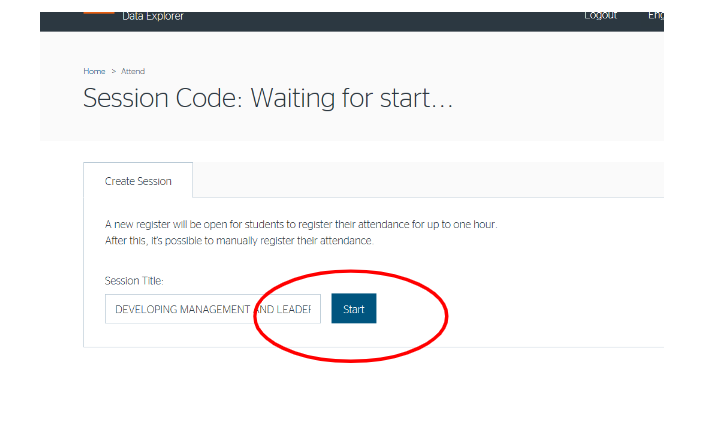 Data Explorer
Logout
Home > Attend
Session Code: Waiting for start...
Create Session
A new register will be open for students to register their attendance for up to one hour.
After this, it's possible to manually register their attendance.
Session Title:
DEVELOPING MANAGEMENT AND LEADER
Start